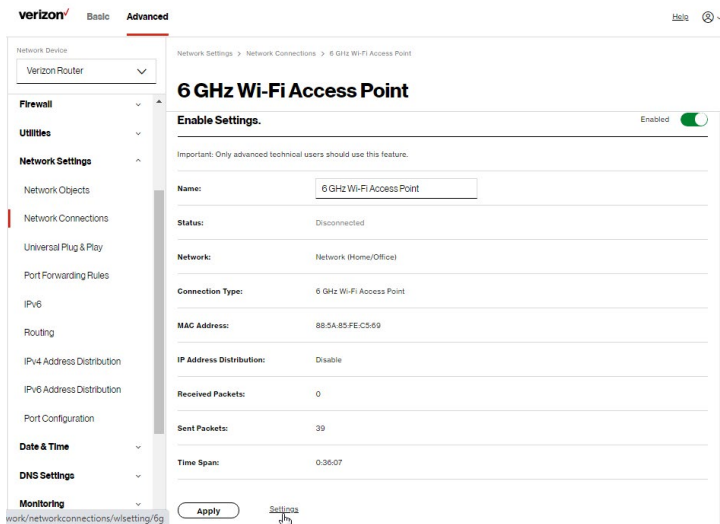 verizon✓ Basic Advanced Help
Network Device
Verizon Router
Firewall
Utilities
Network Settings
Network Objects
Network Connections
Universal Plug & Play
Port Forwarding Rules
IPv6
Routing
IPv4 Address Distribution
IPv6 Address Distribution
Port Configuration
Date & Time
DNS Settings
Monitoring
work/networkconnections/wlsetting/6g
Network Settings > Network Connections > 6 GHz Wi-Fi Access Point
6 GHz Wi-Fi Access Point
Enable Settings. Enabled
Important: Only advanced technical users should use this feature.
Name: 6 GHz Wi-Fi Access Point
Status: Disconnected
Network: Network (Home/Office)
Connection Type: 6 GHz Wi-Fi Access Point
MAC Address: 88:5A:85:FE:C5:69
IP Address Distribution: Disable
Received Packets: 0
Sent Packets: 39
Time Span: 0:36:07
Apply Settings